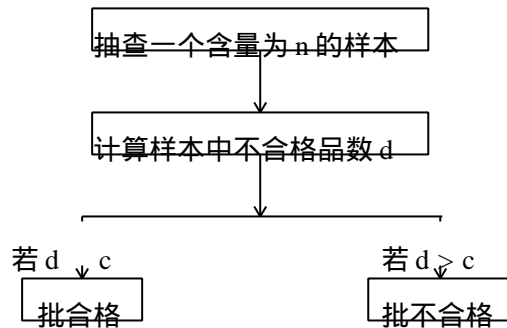 抽查一个含量为 n 的样本
计算样本中不合格品数 d
若 d c
若 d > c
批合格
批不合格